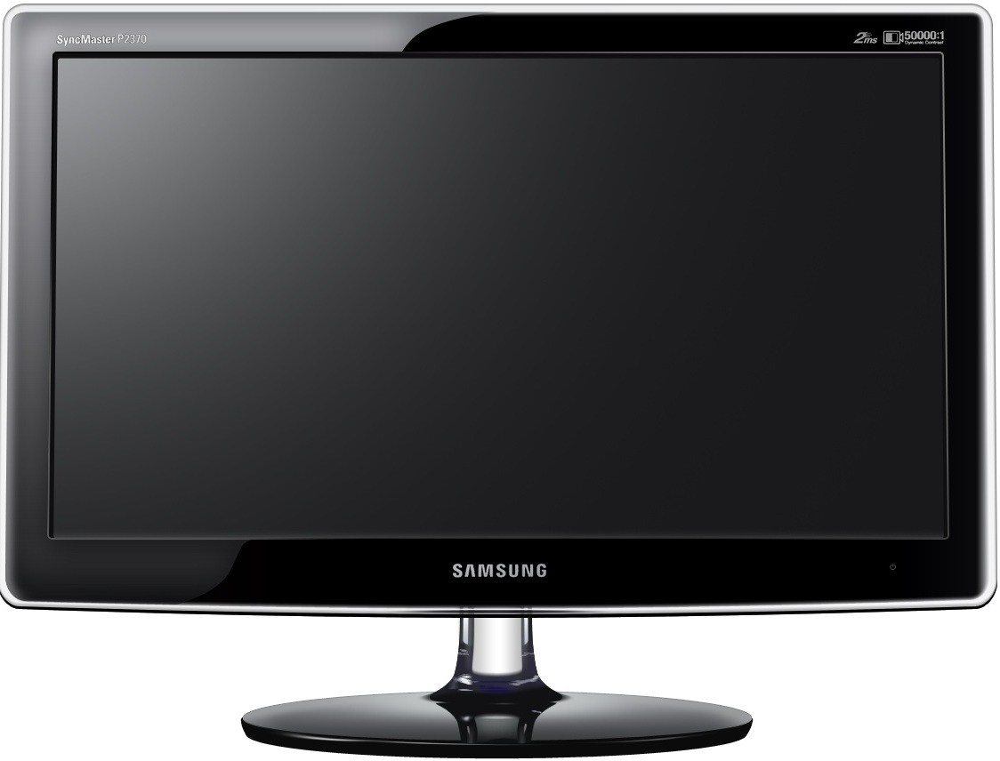 SyncMaster P2370
2ms 50000:1
Dynamic Contrast
SAMSUNG